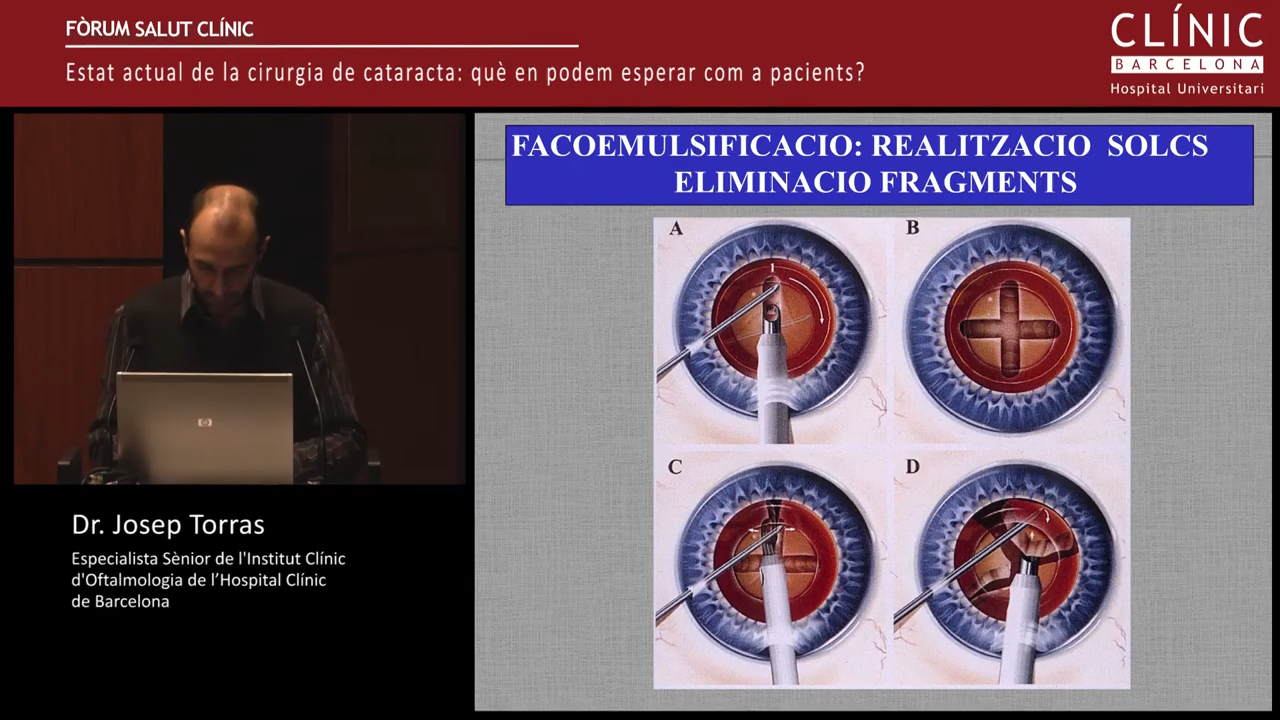 FÒRUM SALUT CLÍNIC
Estat actual de la cirurgia de cataracta: què en podem esperar com a pacients?
CLÍNIC
BARCELONA
Hospital Universitari
FACOEMULSIFICACIO: REALITZACIO SOLCS
ELIMINACIO FRAGMENTS
A
B
C
D
hp
Dr. Josep Torras
Especialista Sènior de l'Institut Clínic
d'Oftalmologia de l’Hospital Clínic
de Barcelona